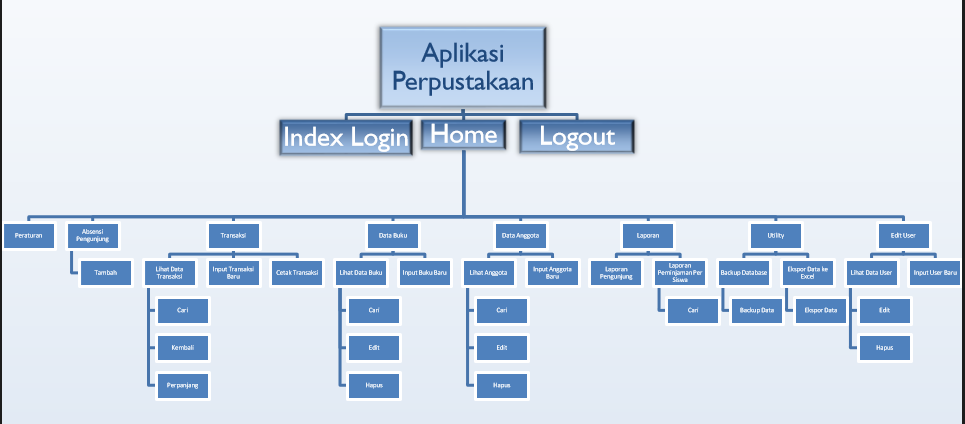 Aplikasi
Perpustakaan
Index Login
Home
Logout
Peraturan
Absensi
Pengunjung
Transaksi
Data Buku
Data Anggota
Laporan
Utility
Edit User
Tambah
Lihat Data
Transaksi
Input Transaksi
Baru
Cetak Transaksi
Lihat Data Buku
Input Buku Baru
Lihat Anggota
Input Anggota
Baru
Laporan
Pengunjung
Laporan
Peminjaman Per
Siswa
Backup Database
Ekspor Data ke
Excel
Lihat Data User
Input User Baru
Cari
Cari
Cari
Cari
Backup Data
Ekspor Data
Edit
Kembali
Edit
Edit
Hapus
Perpanjang
Hapus
Hapus